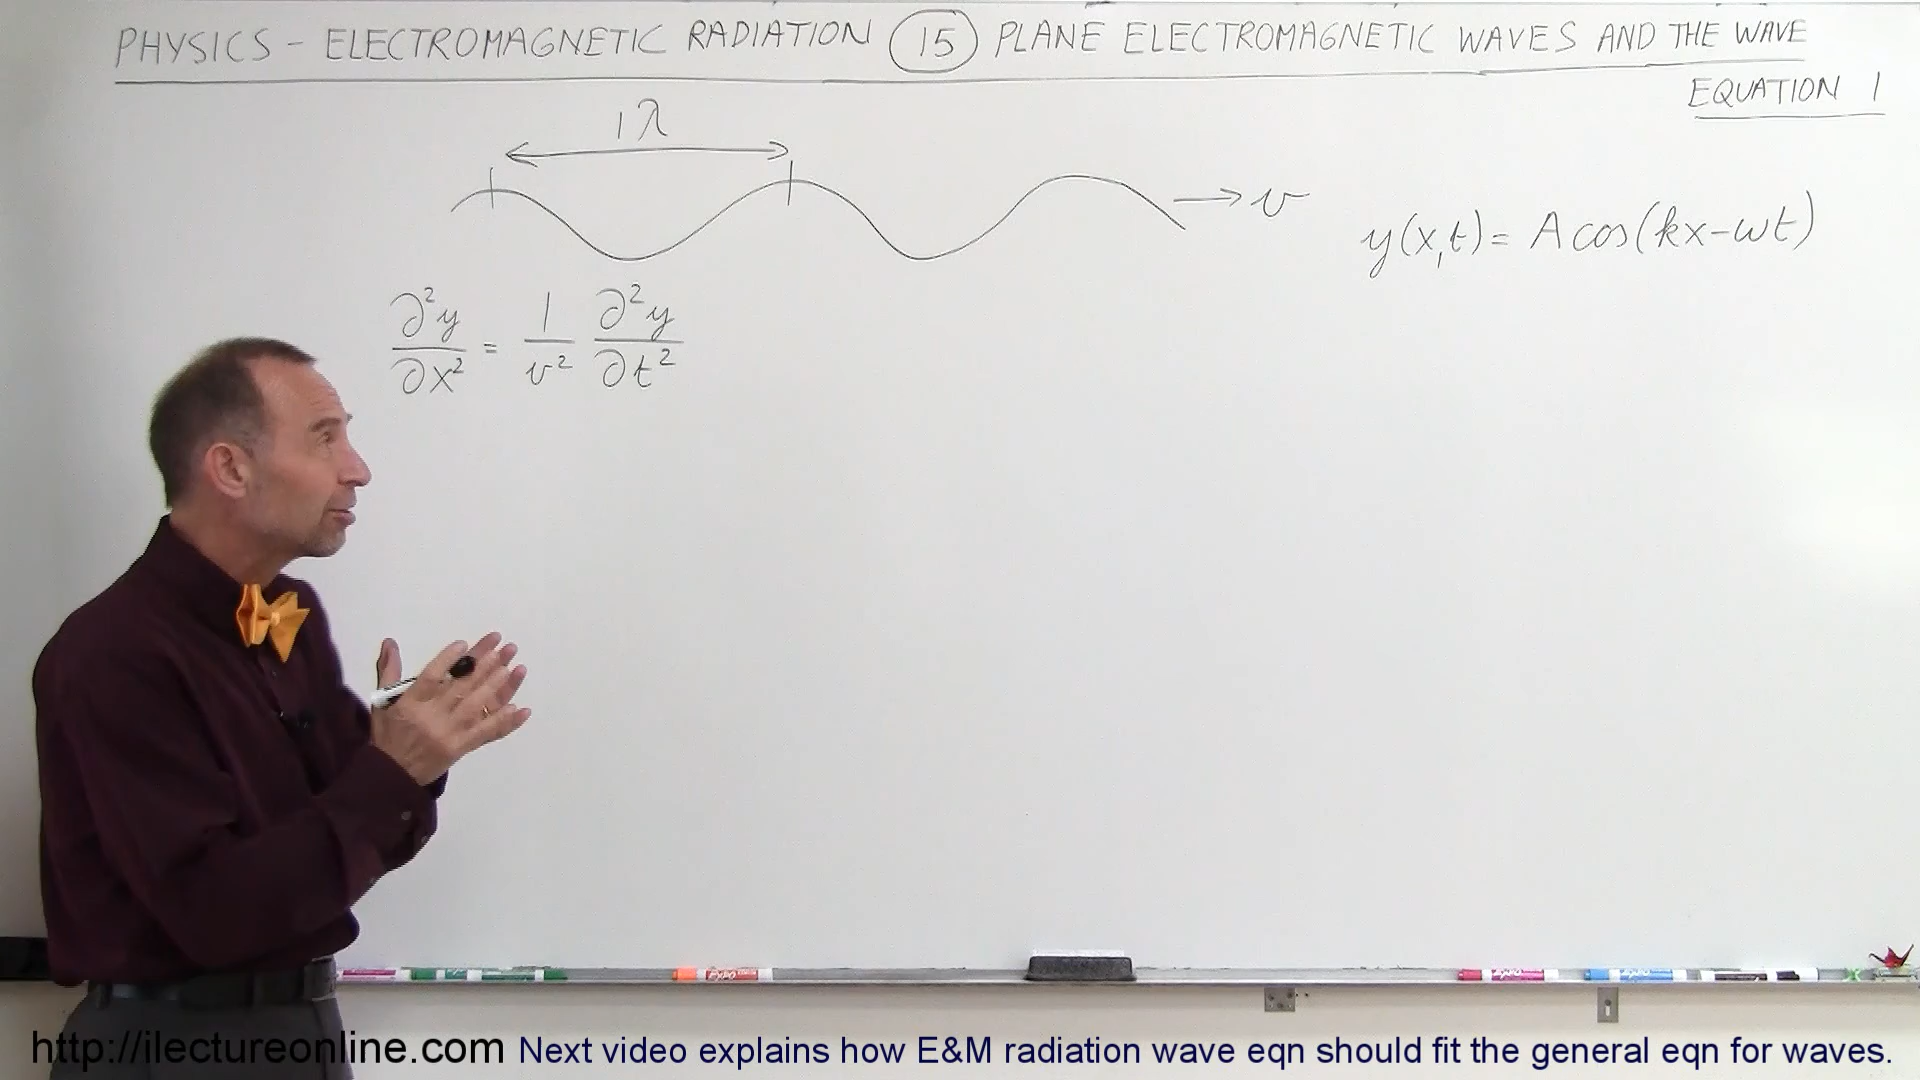 PHYSICS - ELECTROMAGNETIC RADIATION 15 PLANE ELECTROMAGNETIC WAVES AND THE WAVE
EQUATION 1
1 λ
→ v
y(x,t) = A cos(kx-ωt)
∂²y/∂x² = 1/v² ∂²y/∂t²
EXPO
http://ilectureonline.com Next video explains how E&M radiation wave eqn should fit the general eqn for waves.